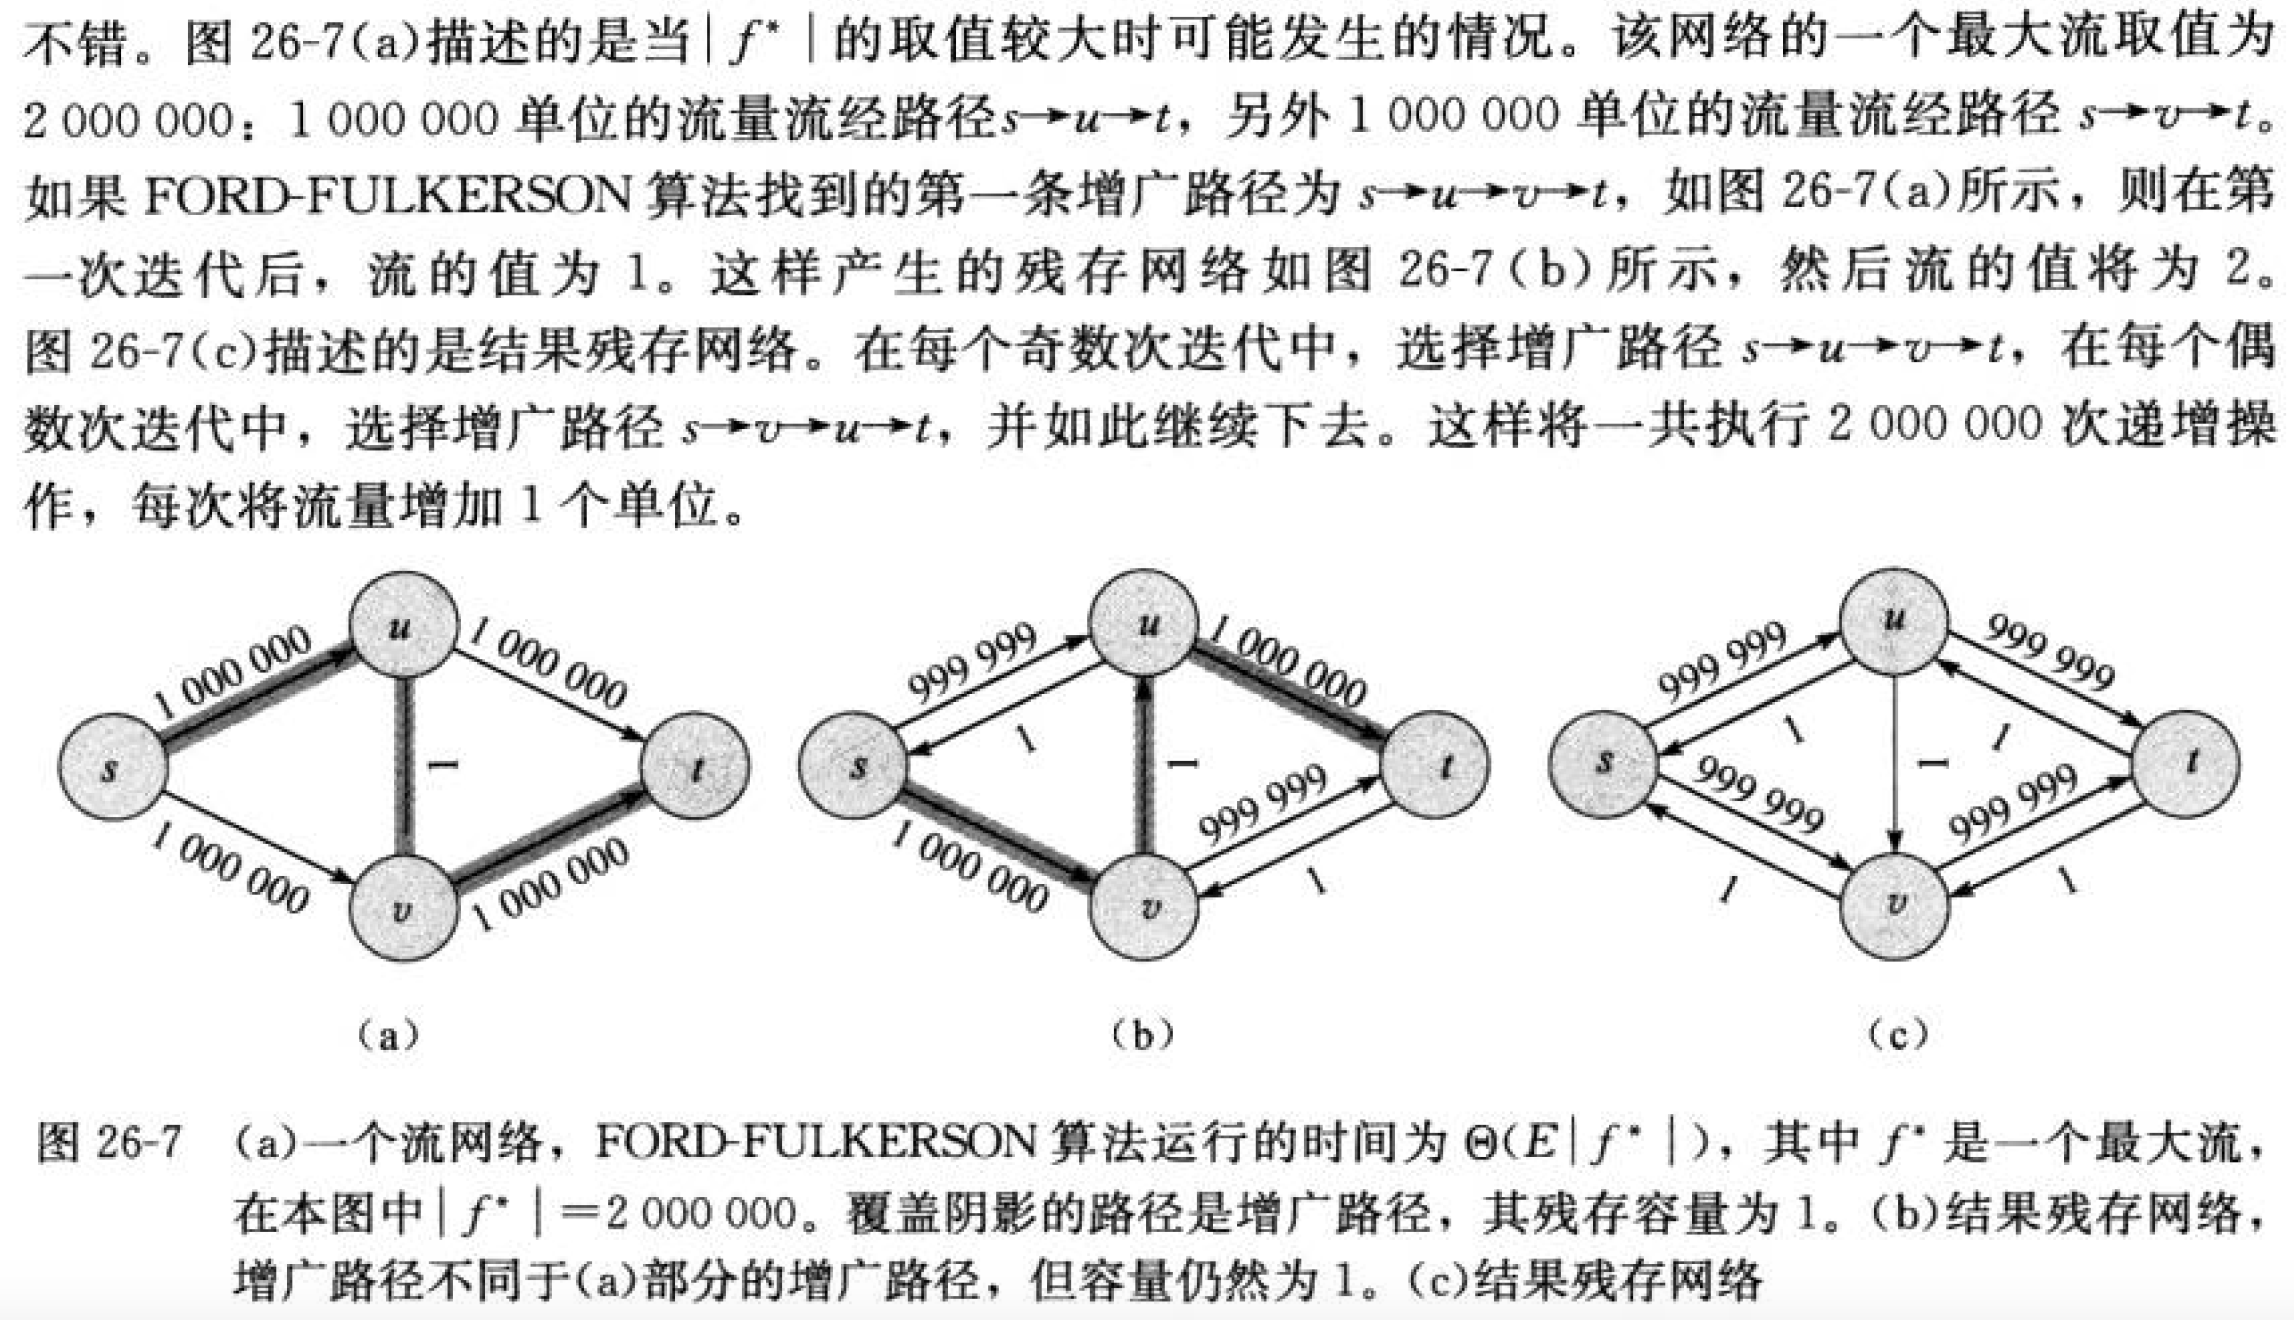 不错。图 26-7(a)描述的是当| f* |的取值较大时可能发生的情况。该网络的一个最大流取值为
2 000 000：1 000 000 单位的流量流经路径s→u→t，另外 1 000 000 单位的流量流经路径 s→v→t。
如果 FORD-FULKERSON 算法找到的第一条增广路径为 s→u→v→t，如图 26-7(a)所示，则在第
一次迭代后，流的值为 1。这样产生的残存网络如图 26-7(b)所示，然后流的值将为 2。
图 26-7(c)描述的是结果残存网络。在每个奇数次迭代中，选择增广路径 s→u→v→t，在每个偶
数次迭代中，选择增广路径 s→v→u→t，并如此继续下去。这样将一共执行 2 000 000 次递增操
作，每次将流量增加 1 个单位。
u
1 000 000
1 000 000
s
1
t
1 000 000
1 000 000
v
(a)
u
999 999
1 000 000
1
s
1
t
999 999
1 000 000
1
v
(b)
u
999 999
999 999
1
1
s
1
t
999 999
999 999
1
1
v
(c)
图 26-7 (a)一个流网络，FORD-FULKERSON 算法运行的时间为 Θ(E| f* |)，其中 f* 是一个最大流，
在本图中| f* |=2 000 000。覆盖阴影的路径是增广路径，其残存容量为 1。(b)结果残存网络，
增广路径不同于(a)部分的增广路径，但容量仍然为 1。(c)结果残存网络